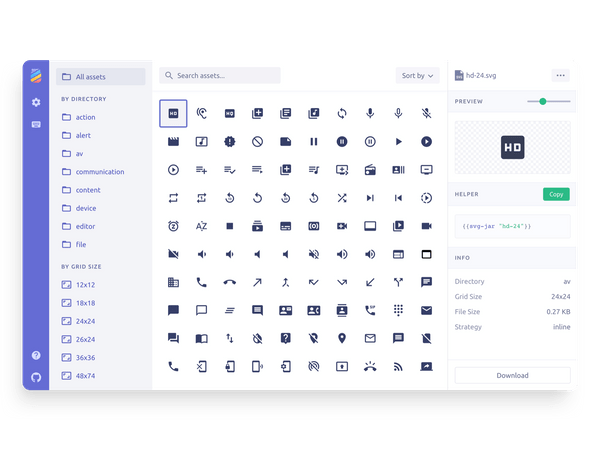 All assets
BY DIRECTORY
action
alert
av
communication
content
device
editor
file
BY GRID SIZE
12x12
18x18
24x24
26x24
36x36
48x74
Search assets...
Sort by
HD
HD
AZ
hd-24.svg
PREVIEW
HD
HELPER
Copy
{{svg-jar "hd-24"}}
INFO
Directory av
Grid Size 24x24
File Size 0.27 KB
Strategy inline
Download